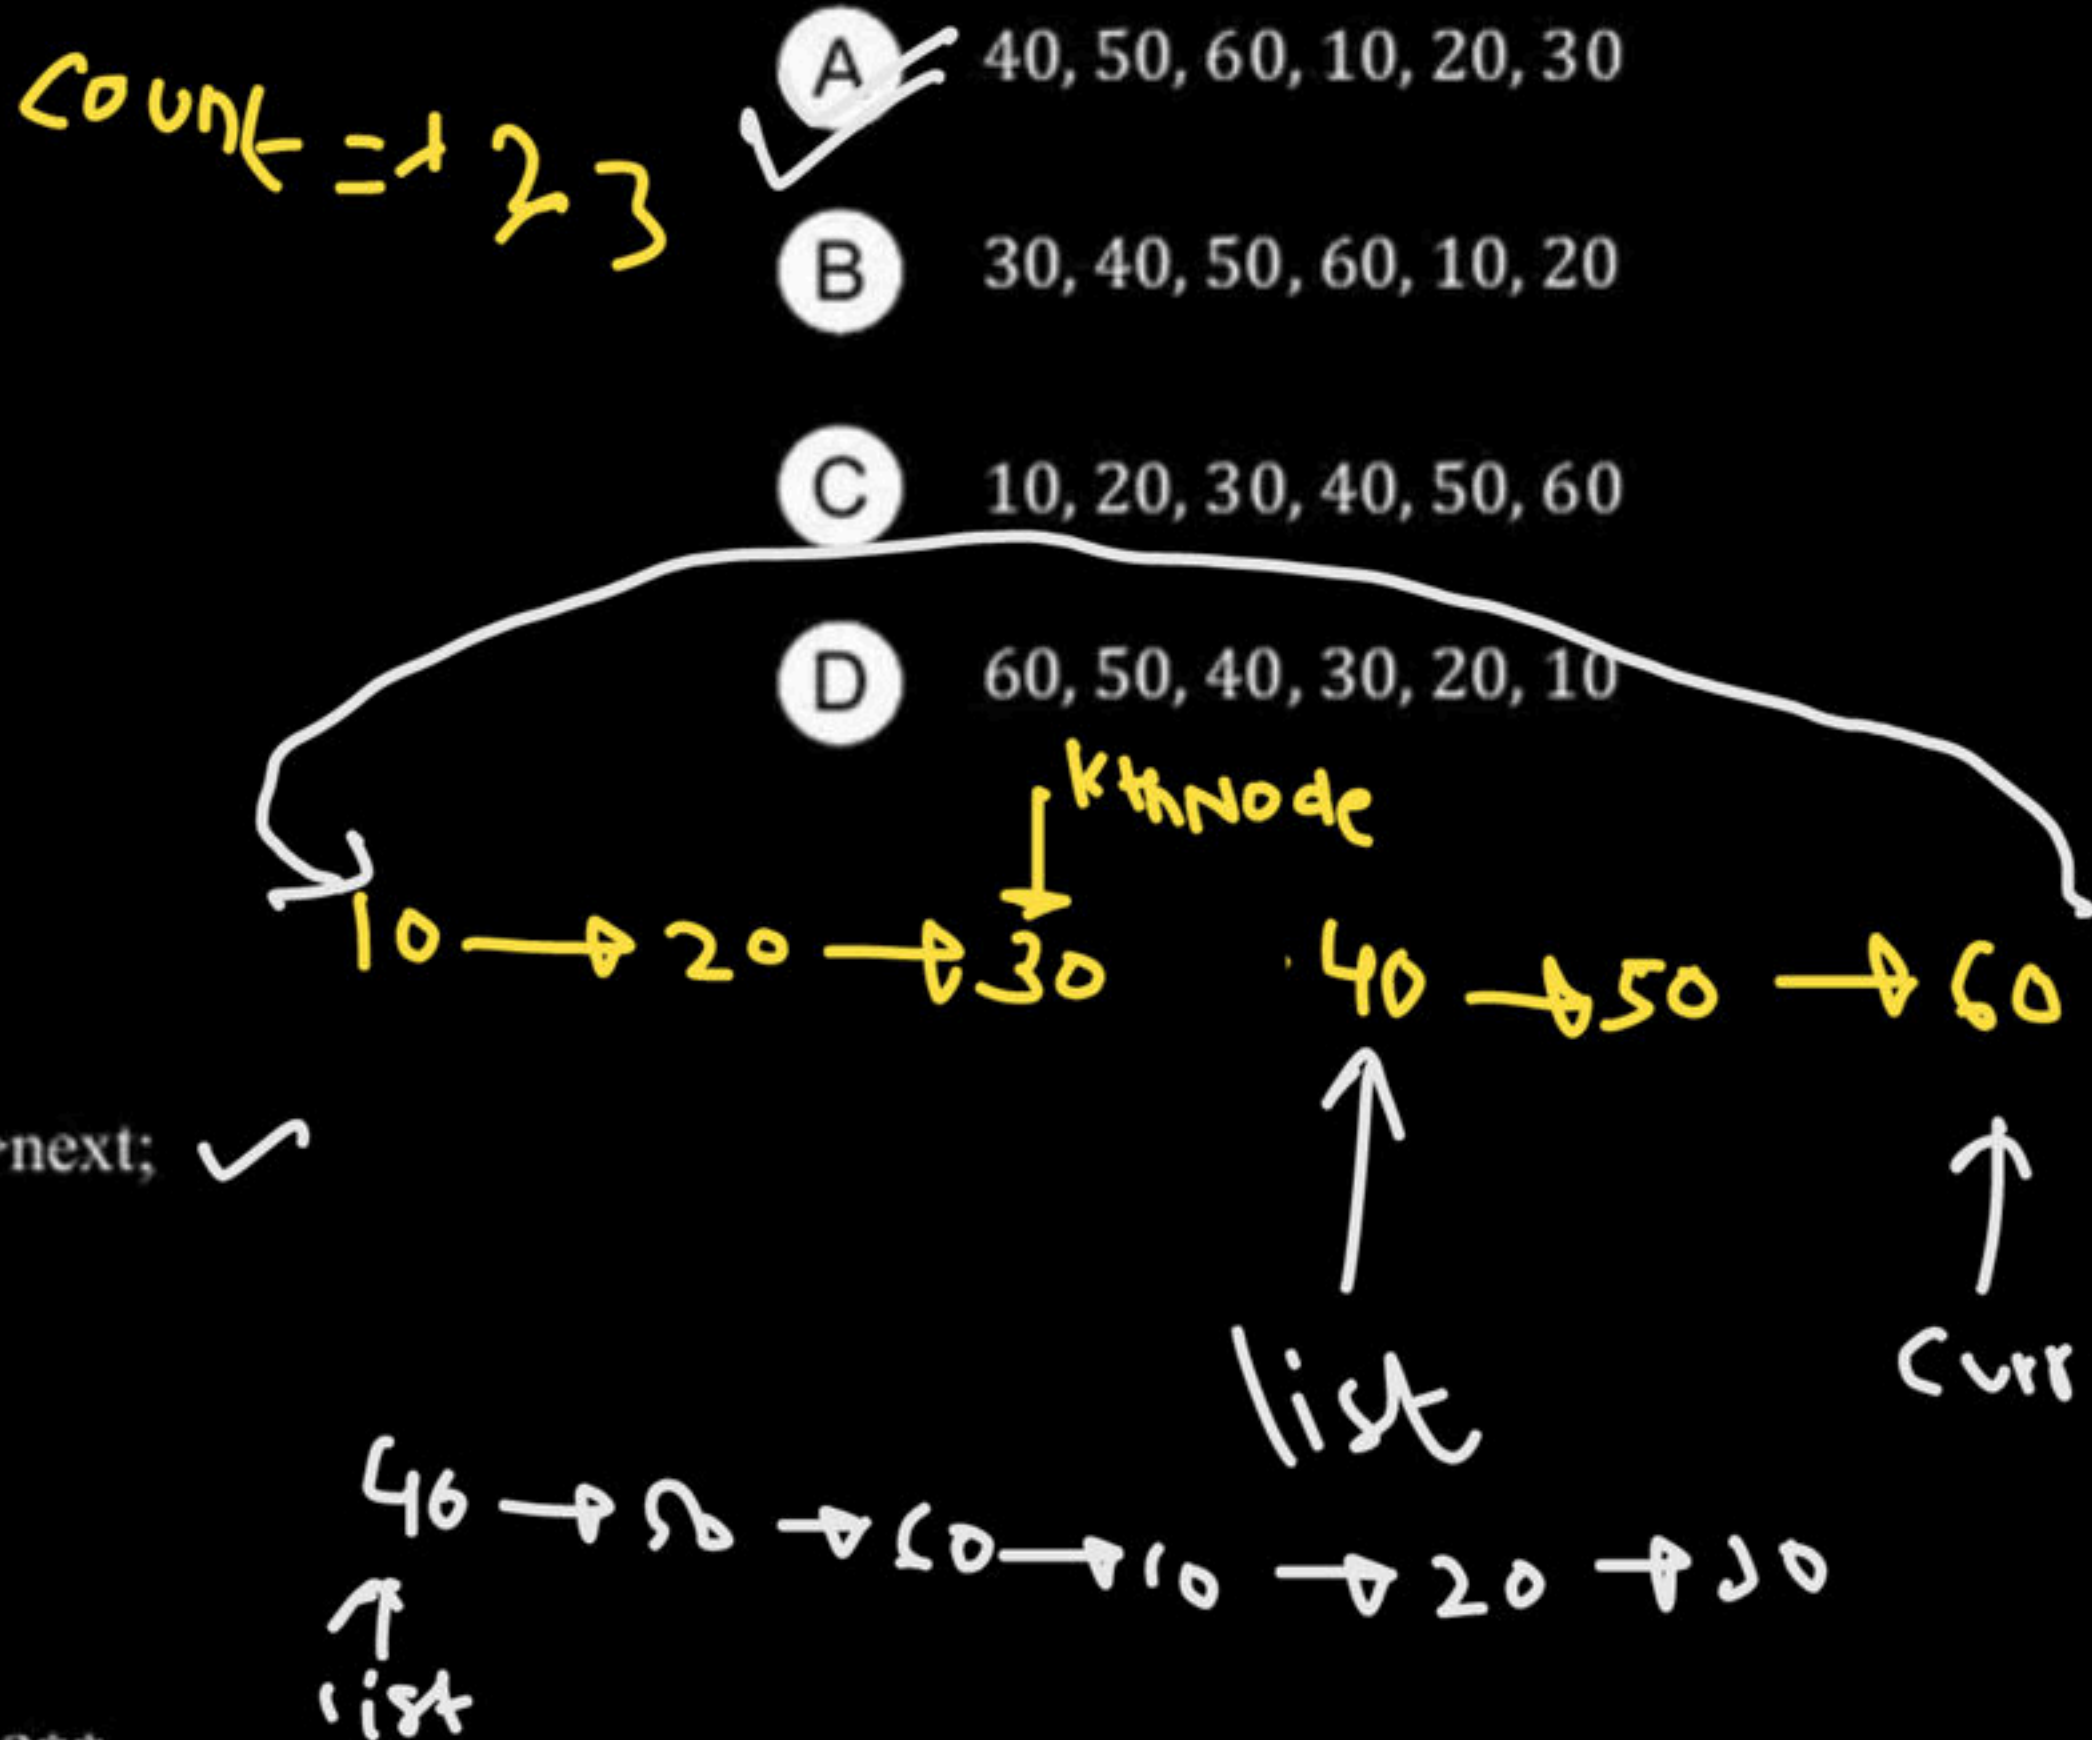 count = 1 2 3
A 40, 50, 60, 10, 20, 30
B 30, 40, 50, 60, 10, 20
C 10, 20, 30, 40, 50, 60
D 60, 50, 40, 30, 20, 10
KthNode
10 → 20 → 30 40 → 50 → 60
>next;
list
curr
40 → 50 → 60 → 10 → 20 → 30
list